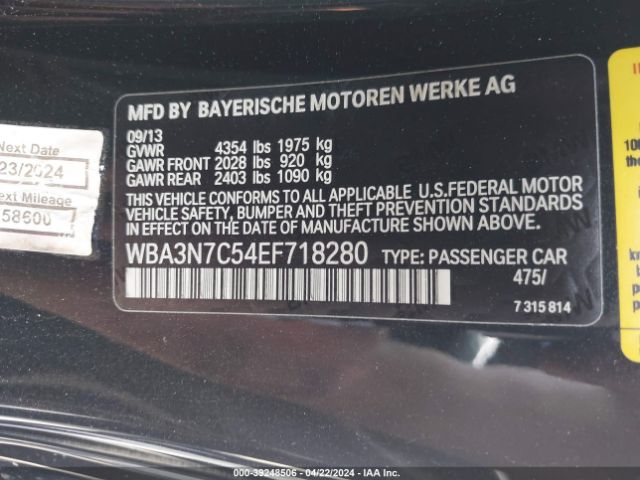 MFD BY BAYERISCHE MOTOREN WERKE AG
09/13
GVWR 4354 lbs 1975 kg
GAWR FRONT 2028 lbs 920 kg
GAWR REAR 2403 lbs 1090 kg
THIS VEHICLE CONFORMS TO ALL APPLICABLE U.S.FEDERAL MOTOR
VEHICLE SAFETY, BUMPER AND THEFT PREVENTION STANDARDS
IN EFFECT ON THE DATE OF MANUFACTURE SHOWN ABOVE.
WBA3N7C54EF718280 TYPE: PASSENGER CAR
475/
7 315 814
Next Date
23/2024
Next Mileage
58600
000-39248506 - 04/22/2024 - IAA Inc.